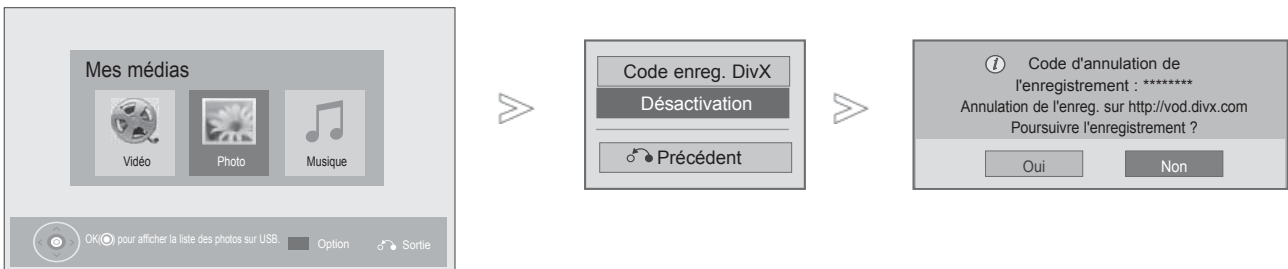 Mes médias
Vidéo
Photo
Musique
OK(◉) pour afficher la liste des photos sur USB.
Option
Sortie
Code enreg. DivX
Désactivation
Précédent
Code d'annulation de
l'enregistrement : ********
Annulation de l'enreg. sur http://vod.divx.com
Poursuivre l'enregistrement ?
Oui
Non